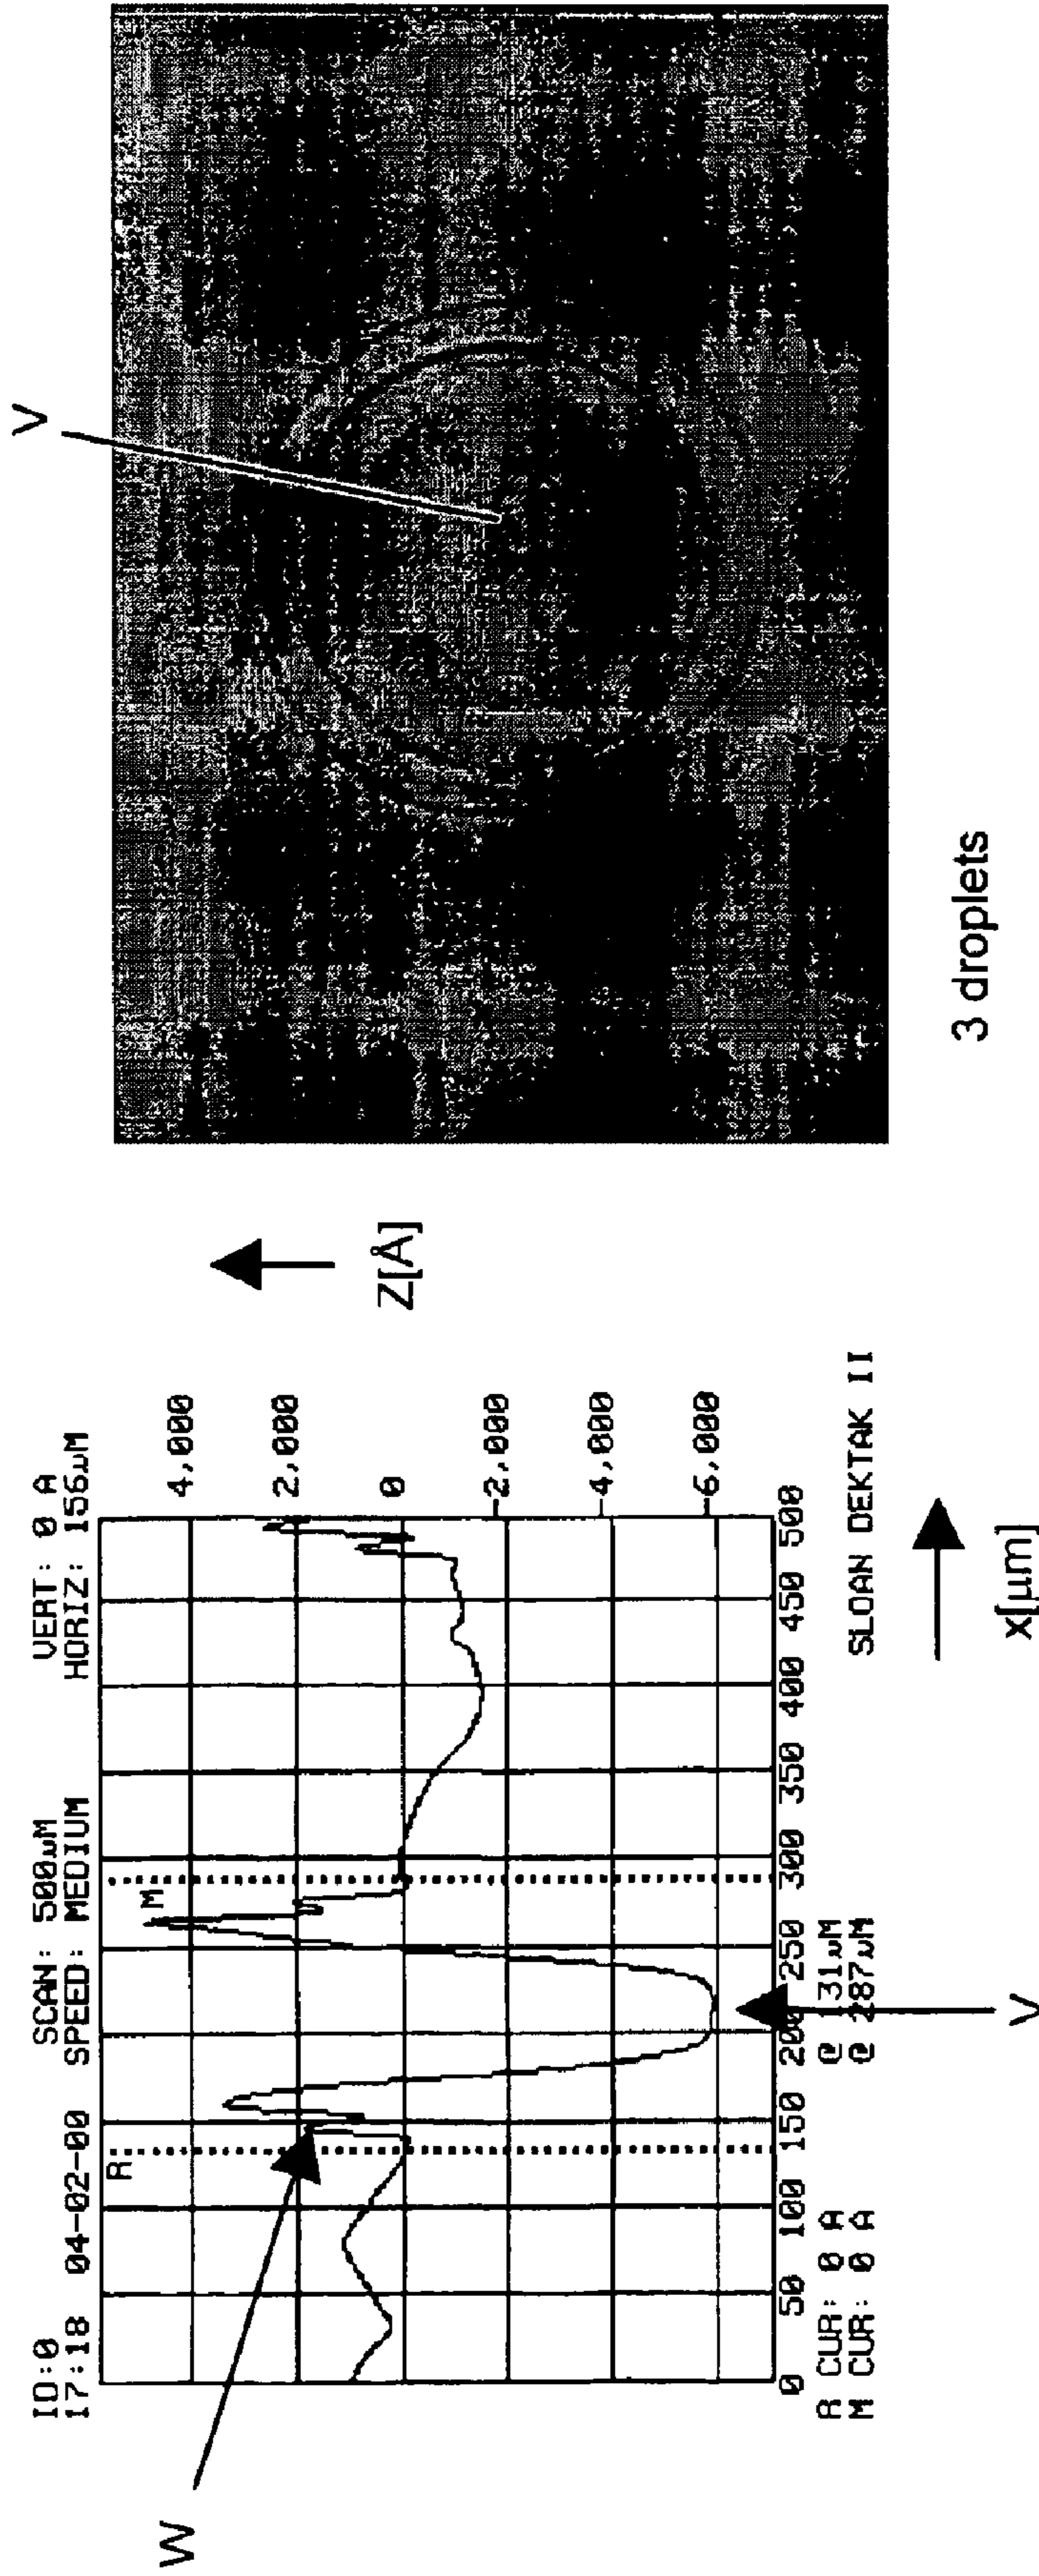 ID:0 SCAN: 500µM VERT: 0 A
17:18 04-02-00 SPEED: MEDIUM HORIZ: 156µM
W
R
M
4,000
2,000
0
-2,000
-4,000
-6,000
0 50 100 150 200 250 300 350 400 450 500
R CUR: 0 A @ 131µM
M CUR: 0 A @ 287µM
SLOAN DEKTAK II
V
Z[Å]
X[µm]
V
3 droplets